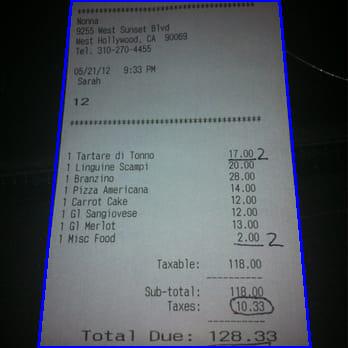 ************************************
Nonna
9255 West Sunset Blvd
West Hollywood, CA 90069
Tel. 310-270-4455
05/21/12 9:33 PM
Sarah
12
************************************
1 Tartare di Tonno 17.00 2
1 Linguine Scampi 20.00
1 Branzino 28.00
1 Pizza Americana 14.00
1 Carrot Cake 12.00
1 Gl Sangiovese 12.00
1 Gl Merlot 13.00
1 Misc Food 2.00 2
Taxable: 118.00
Sub-total: 118.00
Taxes: 10.33
Total Due: 128.33